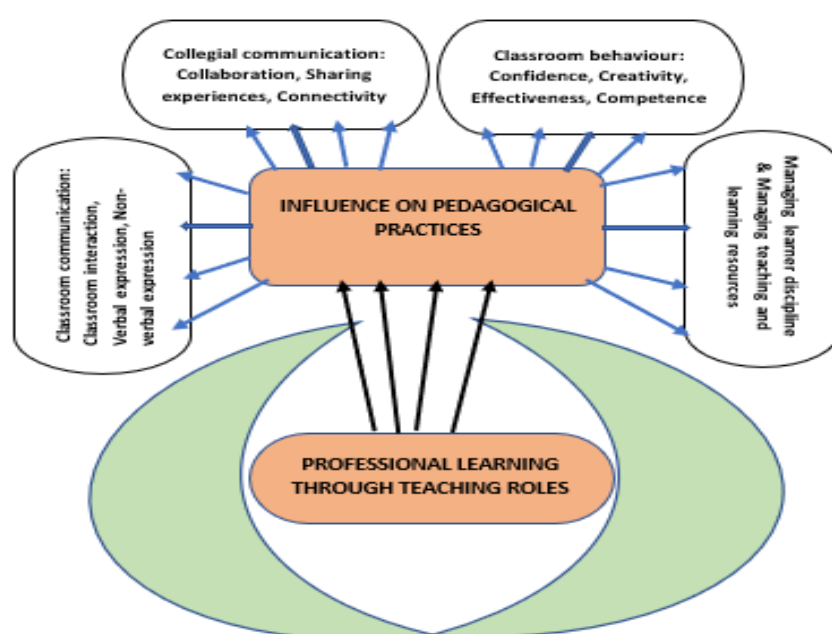 Collegial communication:
Collaboration, Sharing
experiences, Connectivity
Classroom behaviour:
Confidence, Creativity,
Effectiveness, Competence
Classroom communication:
Classroom interaction,
Verbal expression, Non-
verbal expression
INFLUENCE ON PEDAGOGICAL
PRACTICES
Managing learner discipline
& Managing teaching and
learning resources
PROFESSIONAL LEARNING
THROUGH TEACHING ROLES